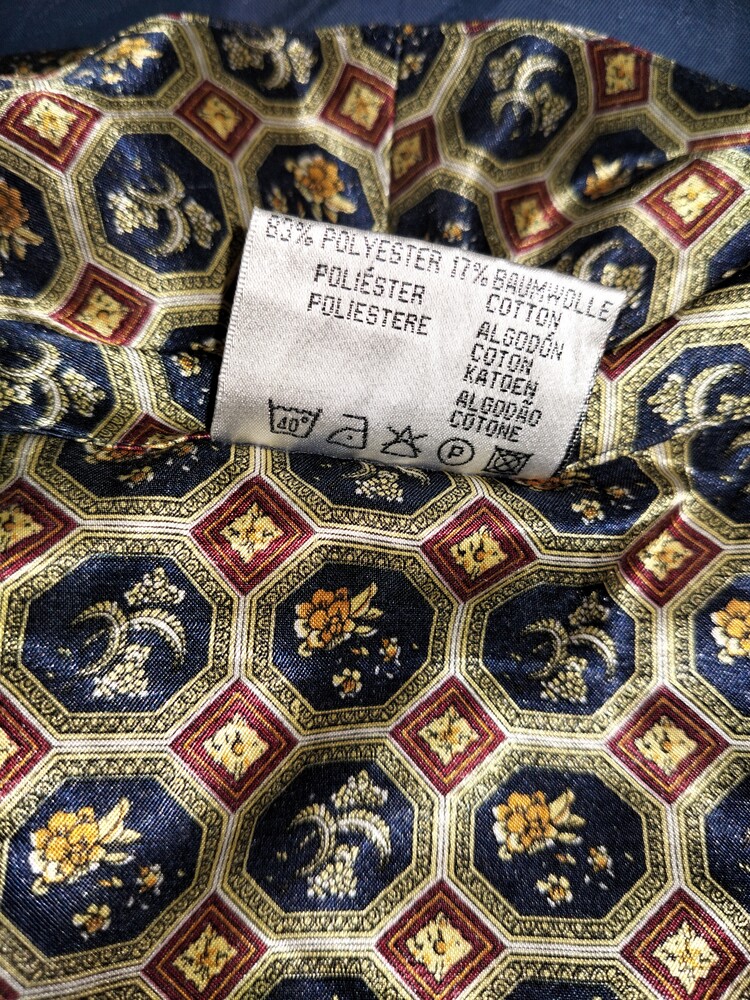 83% POLYESTER 17% BAUMWOLLE
POLIÉSTER COTTON
POLIESTERE ALGODÓN
COTON
KATOEN
ALGODÃO
COTONE
40° P